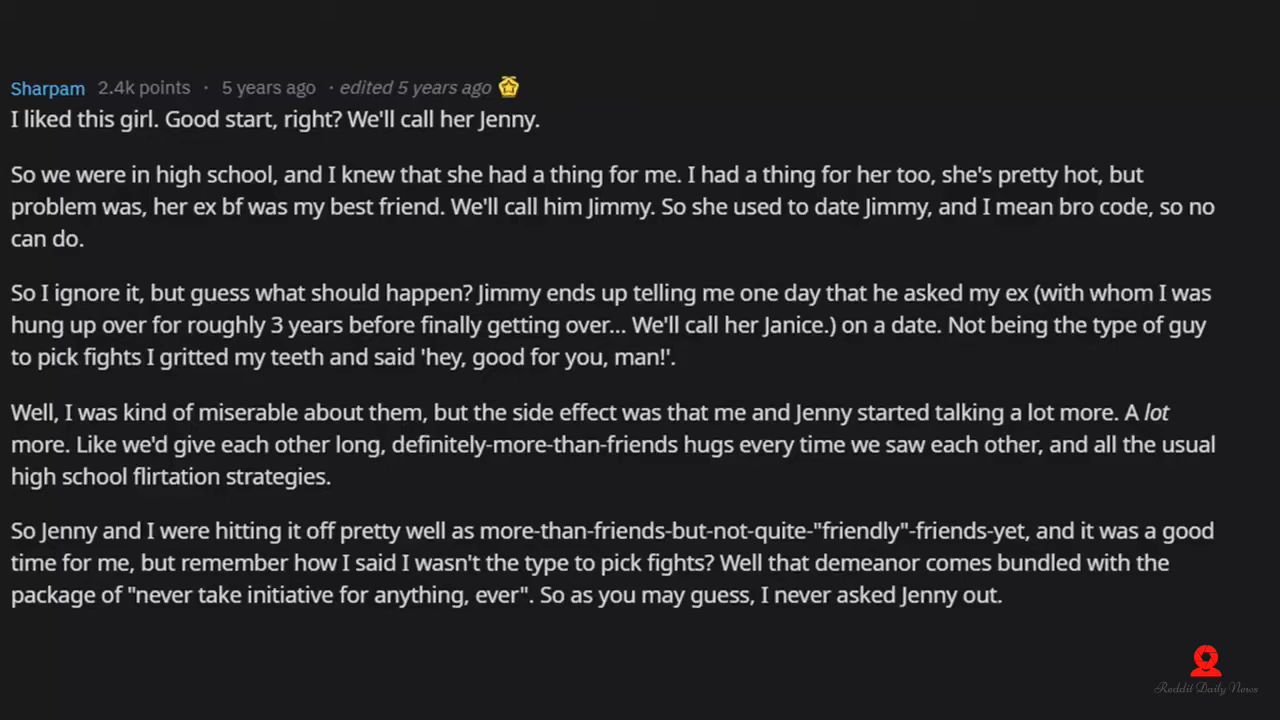 Sharpam 2.4k points · 5 years ago · edited 5 years ago
I liked this girl. Good start, right? We'll call her Jenny.
So we were in high school, and I knew that she had a thing for me. I had a thing for her too, she's pretty hot, but
problem was, her ex bf was my best friend. We'll call him Jimmy. So she used to date Jimmy, and I mean bro code, so no
can do.
So I ignore it, but guess what should happen? Jimmy ends up telling me one day that he asked my ex (with whom I was
hung up over for roughly 3 years before finally getting over... We'll call her Janice.) on a date. Not being the type of guy
to pick fights I gritted my teeth and said 'hey, good for you, man!'.
Well, I was kind of miserable about them, but the side effect was that me and Jenny started talking a lot more. A lot
more. Like we'd give each other long, definitely-more-than-friends hugs every time we saw each other, and all the usual
high school flirtation strategies.
So Jenny and I were hitting it off pretty well as more-than-friends-but-not-quite-"friendly"-friends-yet, and it was a good
time for me, but remember how I said I wasn't the type to pick fights? Well that demeanor comes bundled with the
package of "never take initiative for anything, ever". So as you may guess, I never asked Jenny out.
Reddit Daily News